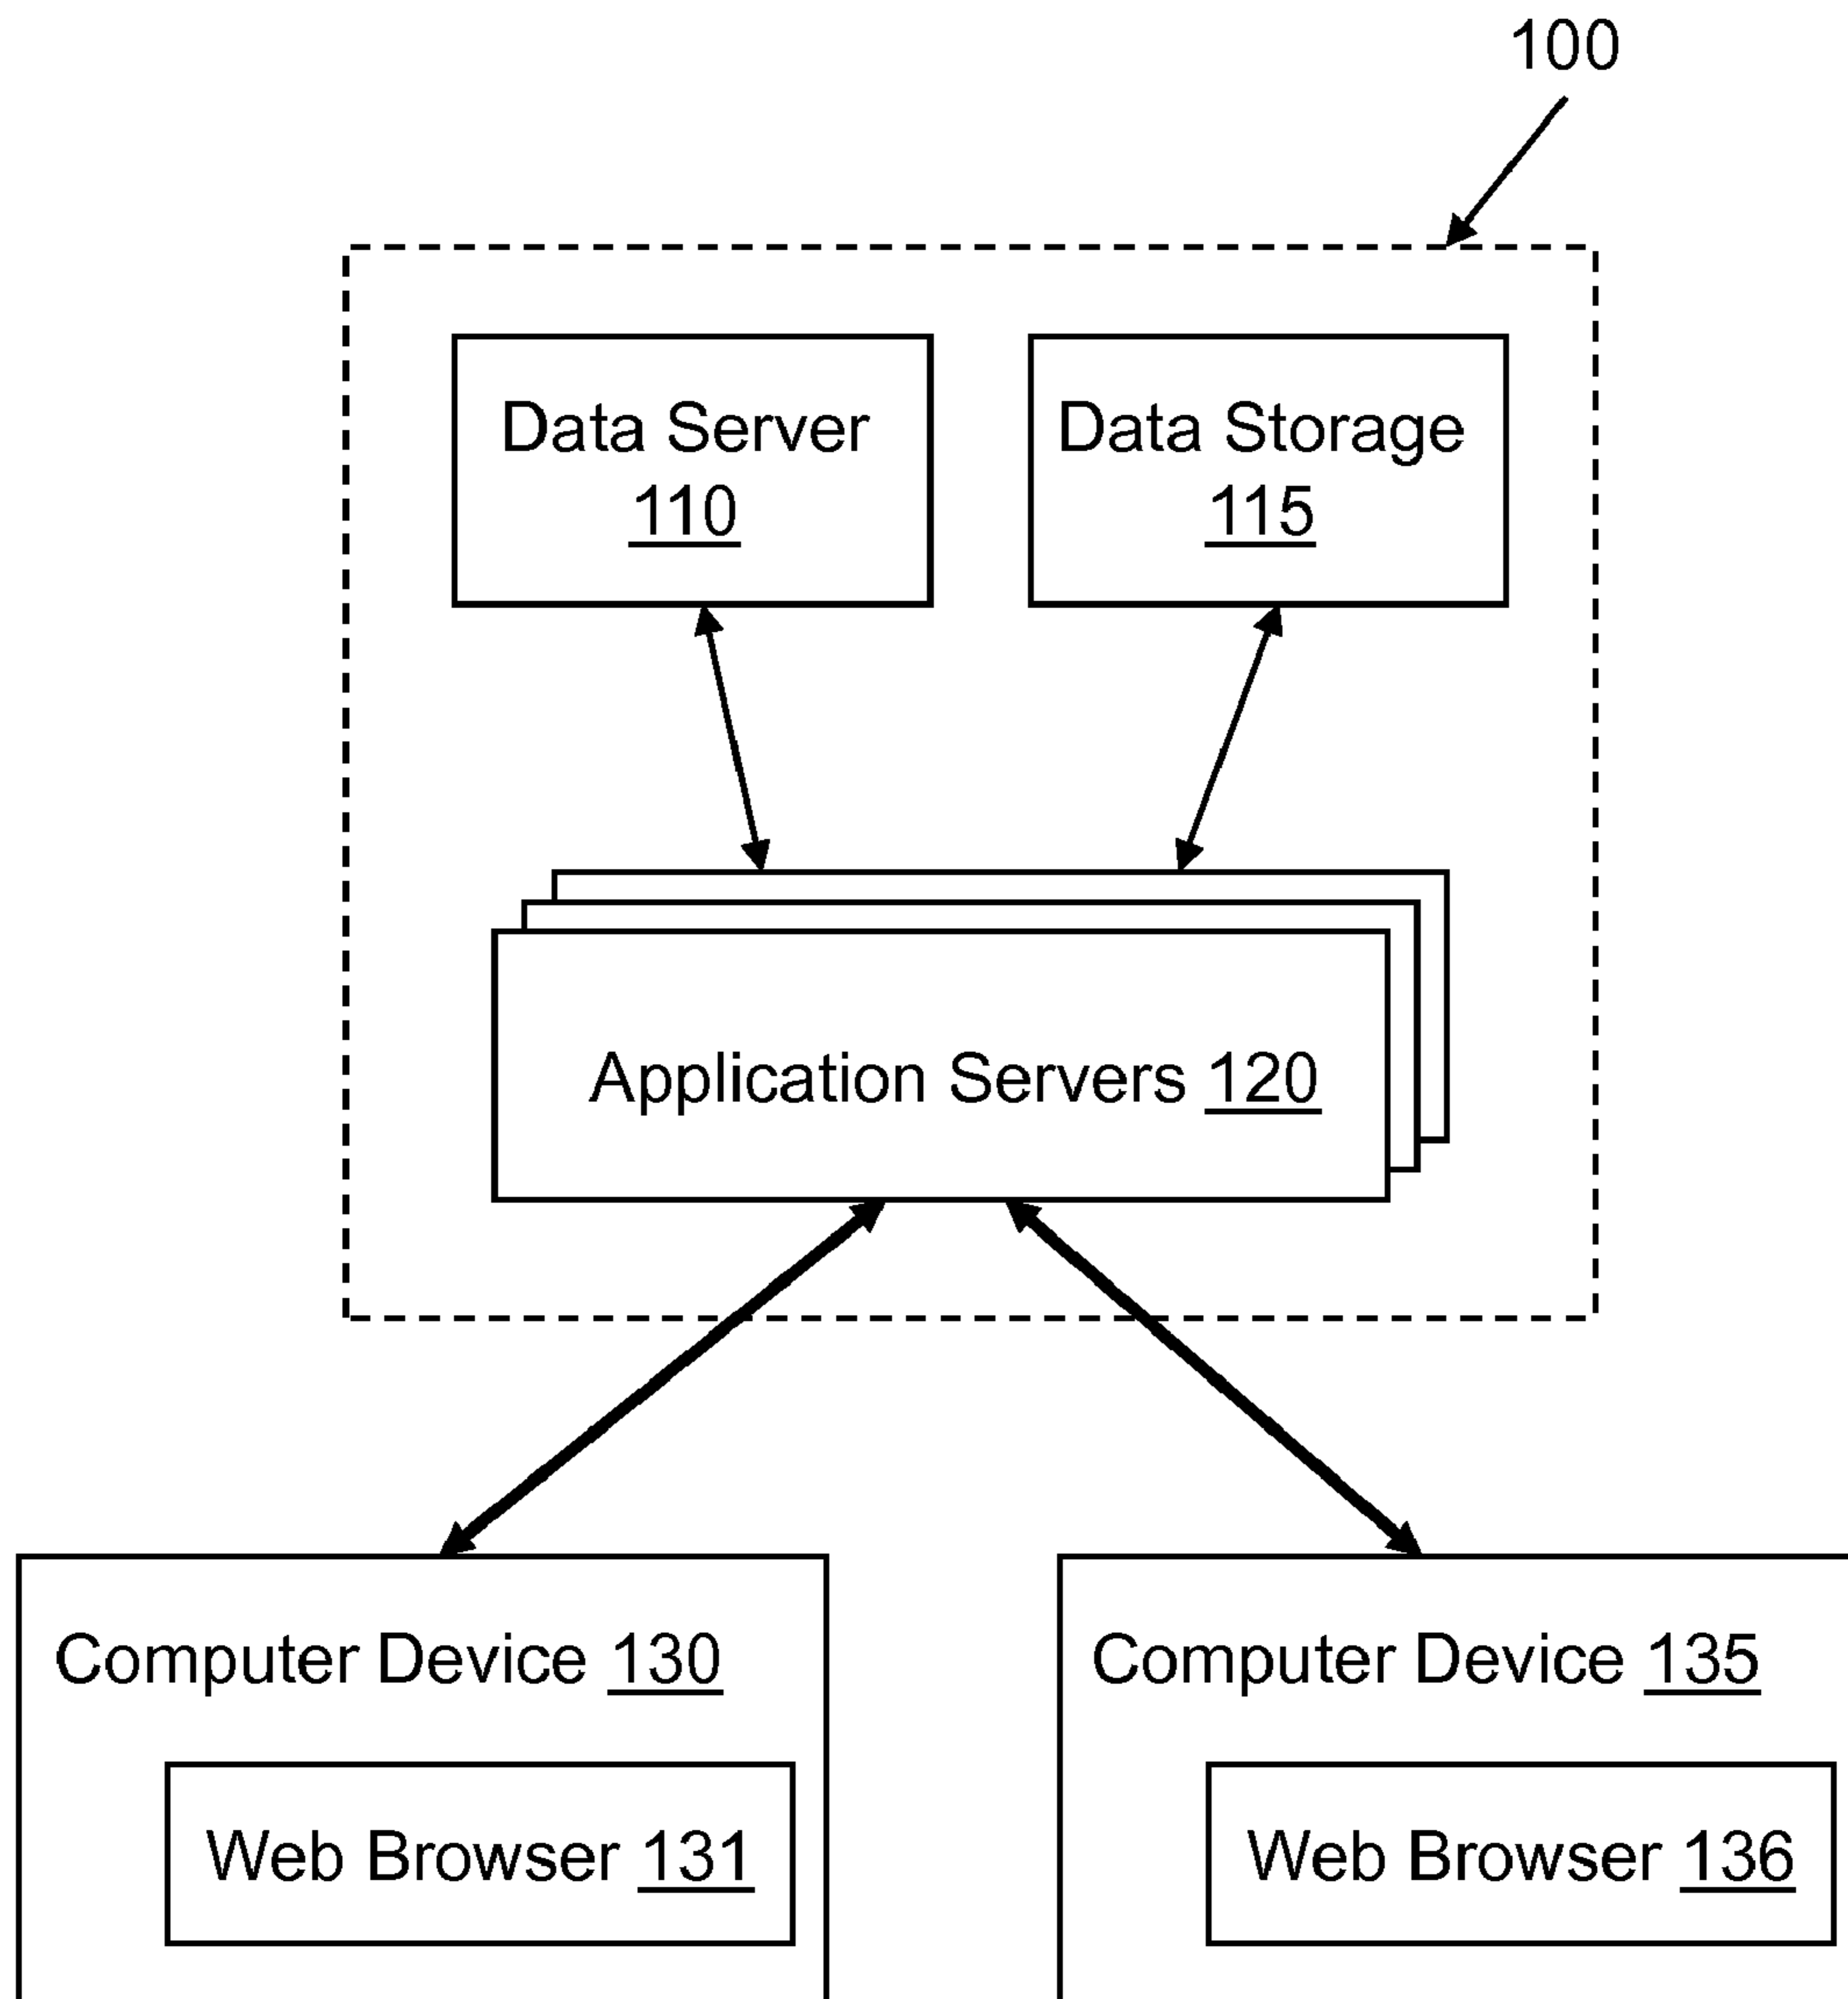 100
Data Server
110
Data Storage
115
Application Servers 120
Computer Device 130
Web Browser 131
Computer Device 135
Web Browser 136